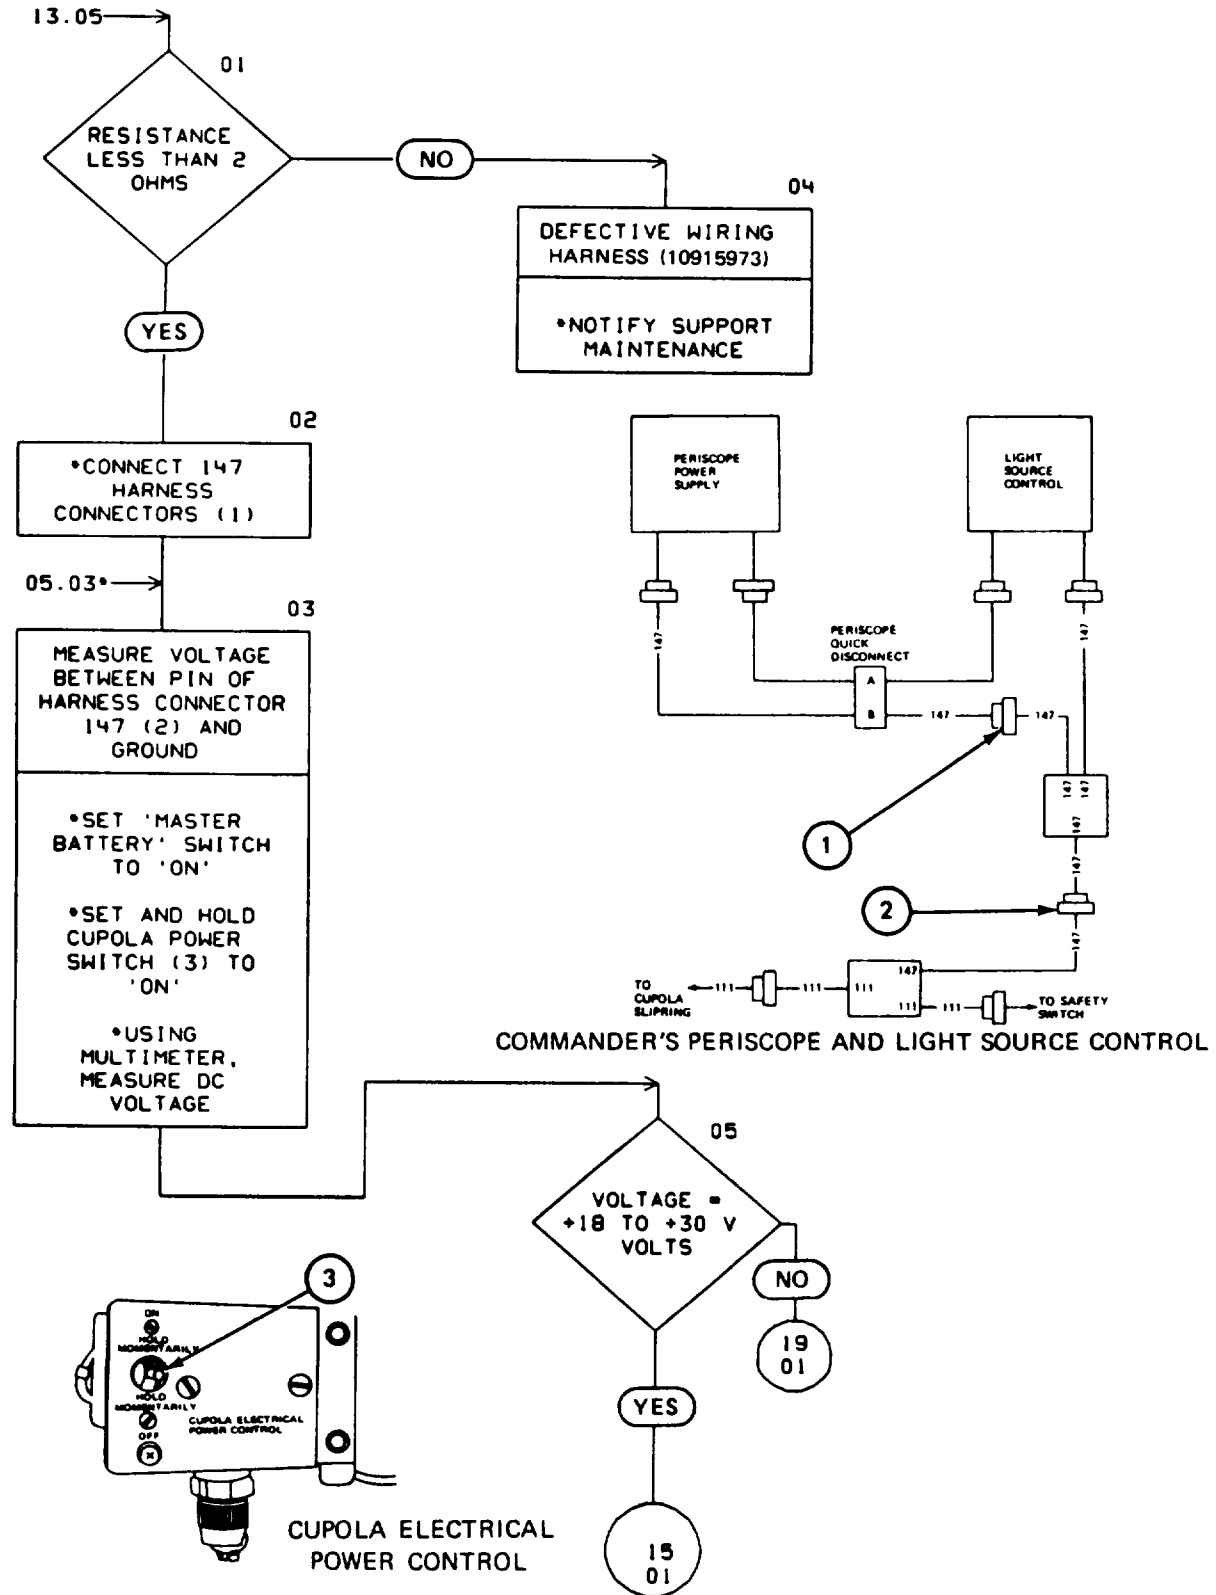 13.05
01
RESISTANCE
LESS THAN 2
OHMS
NO
04
DEFECTIVE WIRING
HARNESS (10915973)
*NOTIFY SUPPORT
MAINTENANCE
YES
02
*CONNECT 147
HARNESS
CONNECTORS (1)
05.03*
03
MEASURE VOLTAGE
BETWEEN PIN OF
HARNESS CONNECTOR
147 (2) AND
GROUND
*SET 'MASTER
BATTERY' SWITCH
TO 'ON'
*SET AND HOLD
CUPOLA POWER
SWITCH (3) TO
'ON'
*USING
MULTIMETER,
MEASURE DC
VOLTAGE
PERISCOPE
POWER
SUPPLY
LIGHT
SOURCE
CONTROL
147
147
PERISCOPE
QUICK
DISCONNECT
A
B
147
147
1
147
147
147
147
2
147
147
TO
CUPOLA
SLIPRING
111
111
111
111
111
TO SAFETY
SWITCH
COMMANDER'S PERISCOPE AND LIGHT SOURCE CONTROL
05
VOLTAGE =
+18 TO +30 V
VOLTS
NO
19
01
YES
15
01
3
ON
HOLD
MOMENTARILY
HOLD
MOMENTARILY
OFF
CUPOLA ELECTRICAL
POWER CONTROL
CUPOLA ELECTRICAL
POWER CONTROL